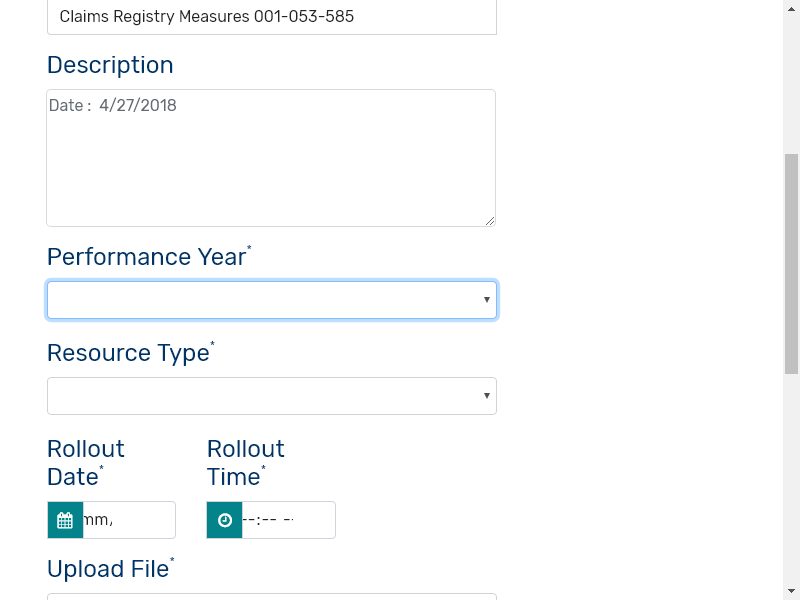 Claims Registry Measures 001-053-585
Description
Date : 4/27/2018
Performance Year*
Resource Type*
Rollout
Date*
Rollout
Time*
mm,
--:-- --
Upload File*